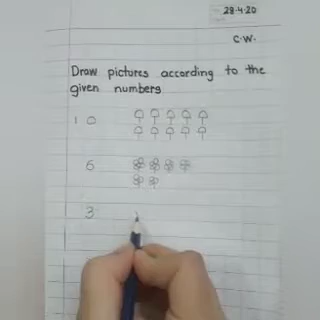 28.4.20
C.W.
Draw pictures according to the
given numbers
10
6
3